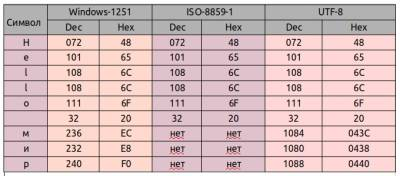 Символ Windows-1251 ISO-8859-1 UTF-8
Dec Hex Dec Hex Dec Hex
H 072 48 072 48 072 48
e 101 65 101 65 101 65
l 108 6C 108 6C 108 6C
l 108 6C 108 6C 108 6C
o 111 6F 111 6F 111 6F
32 20 32 20 32 20
м 236 EC нет нет 1084 043C
и 232 E8 нет нет 1080 0438
р 240 F0 нет нет 1088 0440